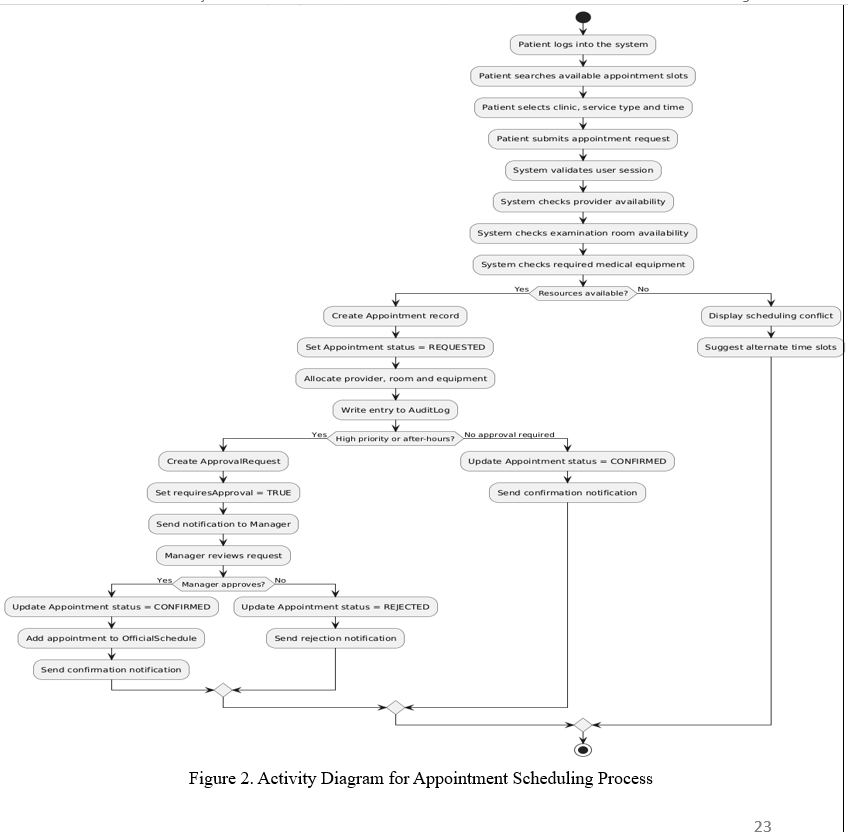 Patient logs into the system
Patient searches available appointment slots
Patient selects clinic, service type and time
Patient submits appointment request
System validates user session
System checks provider availability
System checks examination room availability
System checks required medical equipment
Yes
Resources available?
No
Create Appointment record
Display scheduling conflict
Set Appointment status = REQUESTED
Suggest alternate time slots
Allocate provider, room and equipment
Write entry to AuditLog
Yes
High priority or after-hours?
No approval required
Create ApprovalRequest
Update Appointment status = CONFIRMED
Set requiresApproval = TRUE
Send confirmation notification
Send notification to Manager
Manager reviews request
Yes
Manager approves?
No
Update Appointment status = CONFIRMED
Update Appointment status = REJECTED
Add appointment to OfficialSchedule
Send rejection notification
Send confirmation notification
Figure 2. Activity Diagram for Appointment Scheduling Process
23